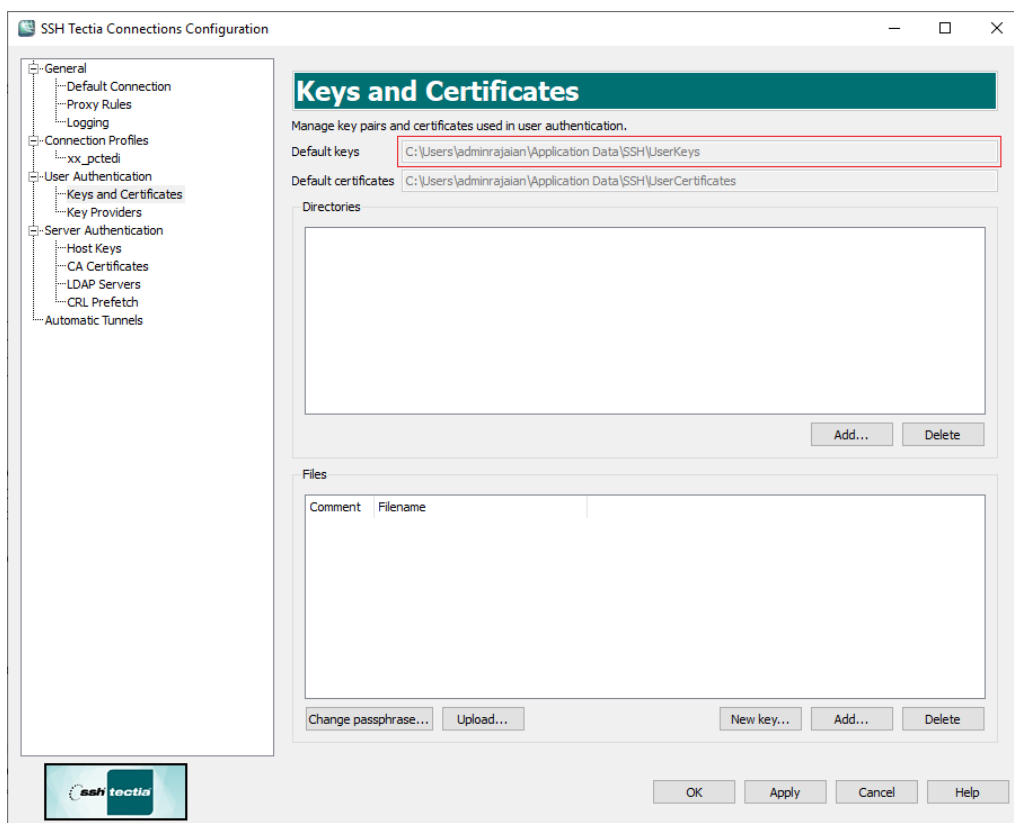 SSH Tectia Connections Configuration
General
Default Connection
Proxy Rules
Logging
Connection Profiles
xx_pctedi
User Authentication
Keys and Certificates
Key Providers
Server Authentication
Host Keys
CA Certificates
LDAP Servers
CRL Prefetch
Automatic Tunnels
ssh tectia
Keys and Certificates
Manage key pairs and certificates used in user authentication.
Default keys C:\Users\adminrajaian\Application Data\SSH\UserKeys
Default certificates C:\Users\adminrajaian\Application Data\SSH\UserCertificates
Directories
Add... Delete
Files
Comment Filename
Change passphrase... Upload... New key... Add... Delete
OK Apply Cancel Help